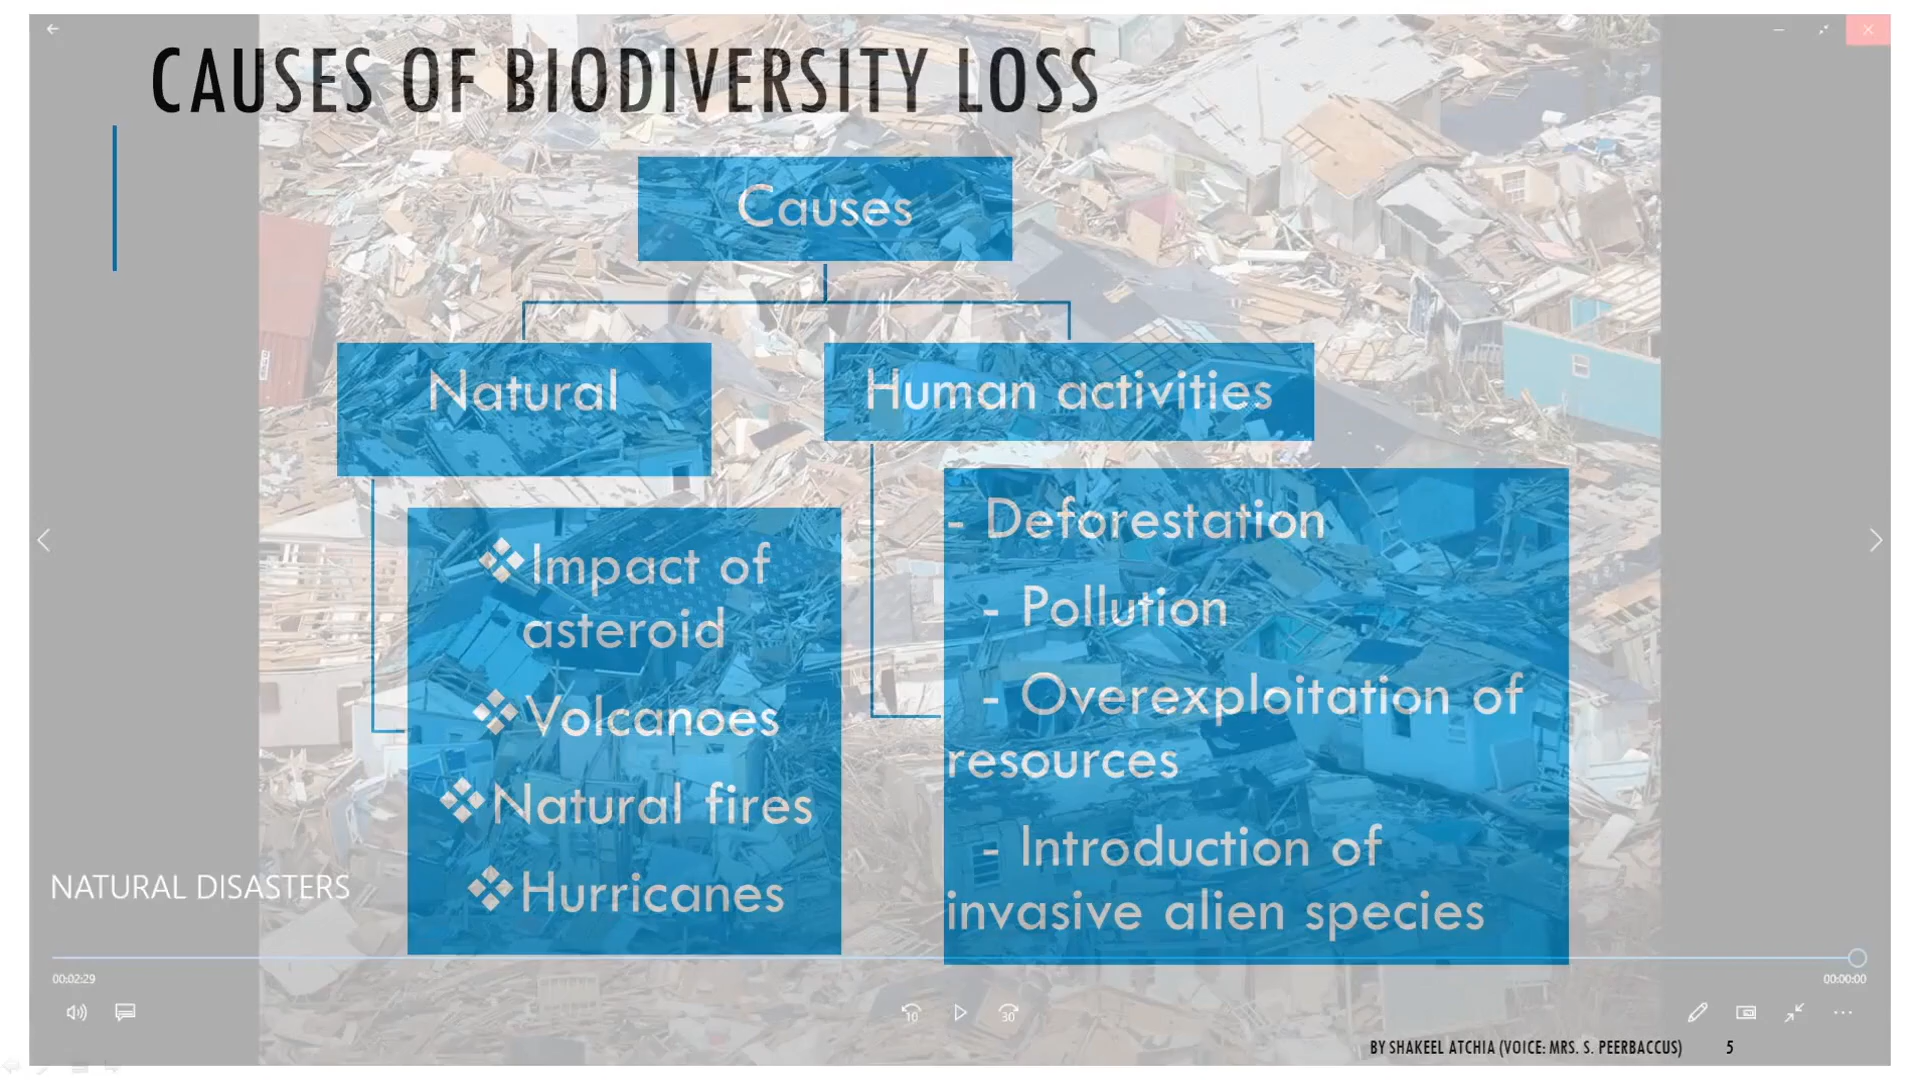 CAUSES OF BIODIVERSITY LOSS
Causes
Natural
Human activities
❖Impact of
asteroid
❖Volcanoes
❖Natural fires
❖Hurricanes
- Deforestation
- Pollution
- Overexploitation of
resources
- Introduction of
invasive alien species
NATURAL DISASTERS
00:02:29
00:00:00
10
30
BY SHAKEEL ATCHIA (VOICE: MRS. S. PEERBACCUS)
5